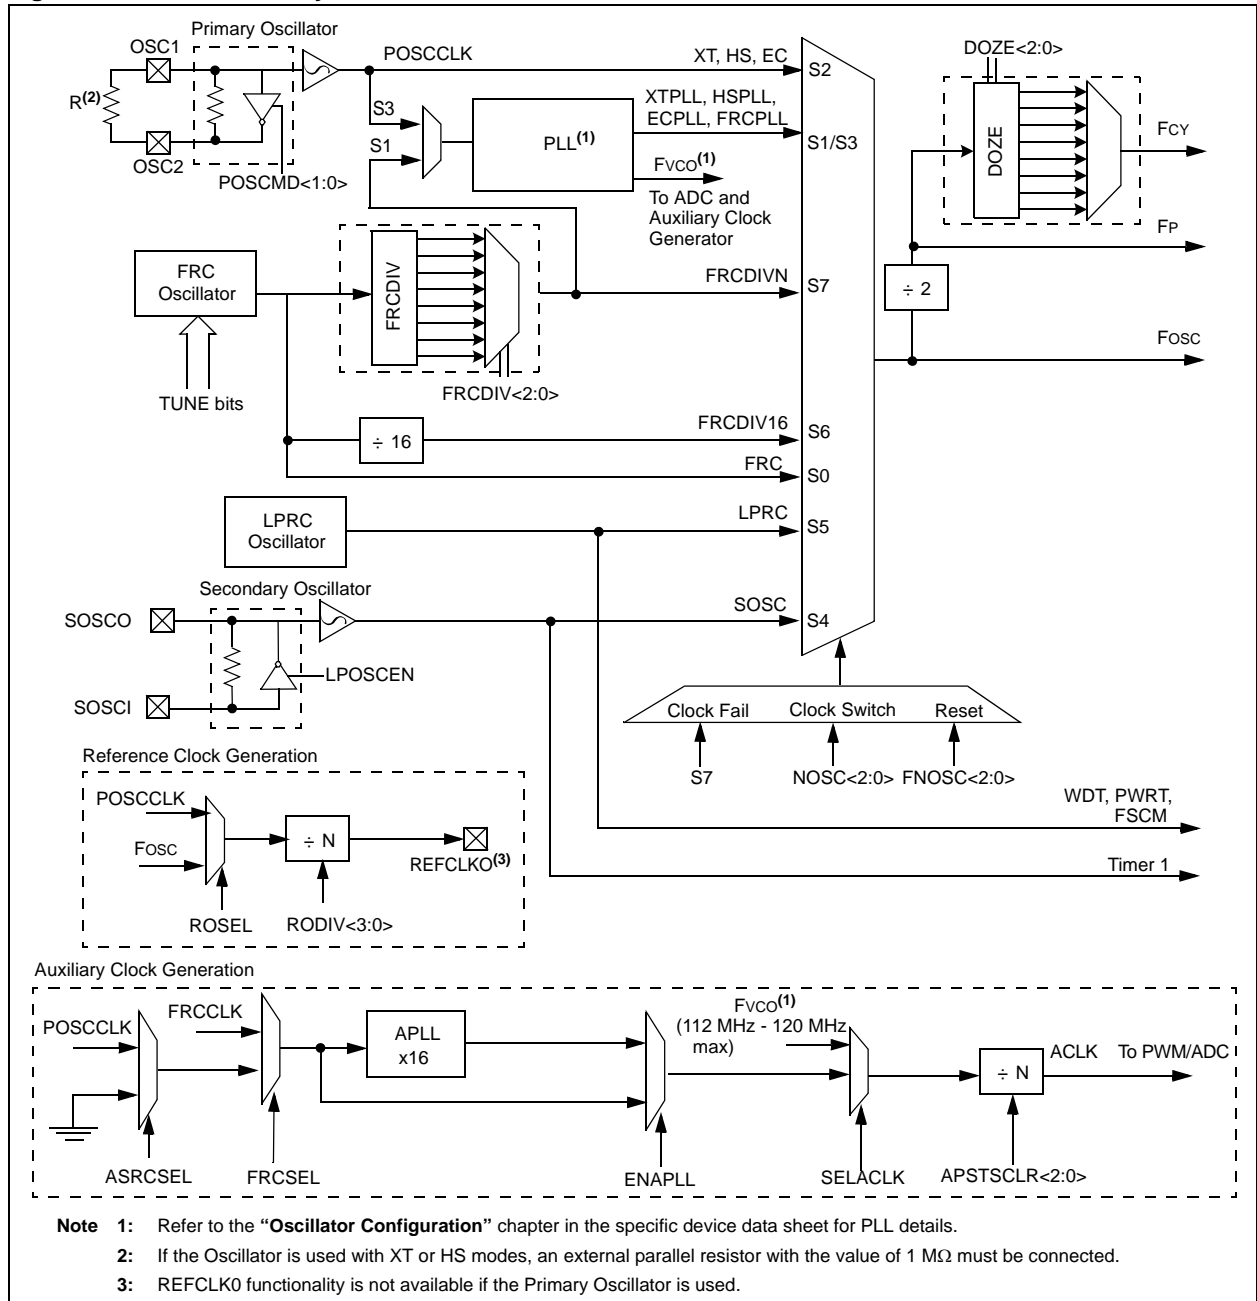 Primary Oscillator
OSC1
POSCCLK
XT, HS, EC
S2
DOZE<2:0>
R(2)
S3
XTPLL, HSPLL,
ECPLL, FRCPLL
S1/S3
PLL(1)
S1
DOZE
FCY
OSC2
POSCMD<1:0>
FVCO(1)
To ADC and
Auxiliary Clock
Generator
FP
FRC
Oscillator
FRCDIV
FRCDIVN
S7
÷ 2
FOSC
TUNE bits
FRCDIV<2:0>
÷ 16
FRCDIV16
S6
FRC
S0
LPRC
Oscillator
LPRC
S5
Secondary Oscillator
SOSCO
SOSC
S4
LPOSCEN
SOSCI
Clock Fail
Clock Switch
Reset
S7
NOSC<2:0>
FNOSC<2:0>
Reference Clock Generation
POSCCLK
FOSC
÷ N
REFCLKO(3)
ROSEL
RODIV<3:0>
WDT, PWRT,
FSCM
Timer 1
Auxiliary Clock Generation
POSCCLK
FRCCLK
APLL
x16
FVCO(1)
(112 MHz - 120 MHz
max)
÷ N
ACLK
To PWM/ADC
ASRCSEL
FRCSEL
ENAPLL
SELACLK
APSTSCLR<2:0>
Note 1: Refer to the “Oscillator Configuration” chapter in the specific device data sheet for PLL details.
2: If the Oscillator is used with XT or HS modes, an external parallel resistor with the value of 1 MΩ must be connected.
3: REFCLK0 functionality is not available if the Primary Oscillator is used.